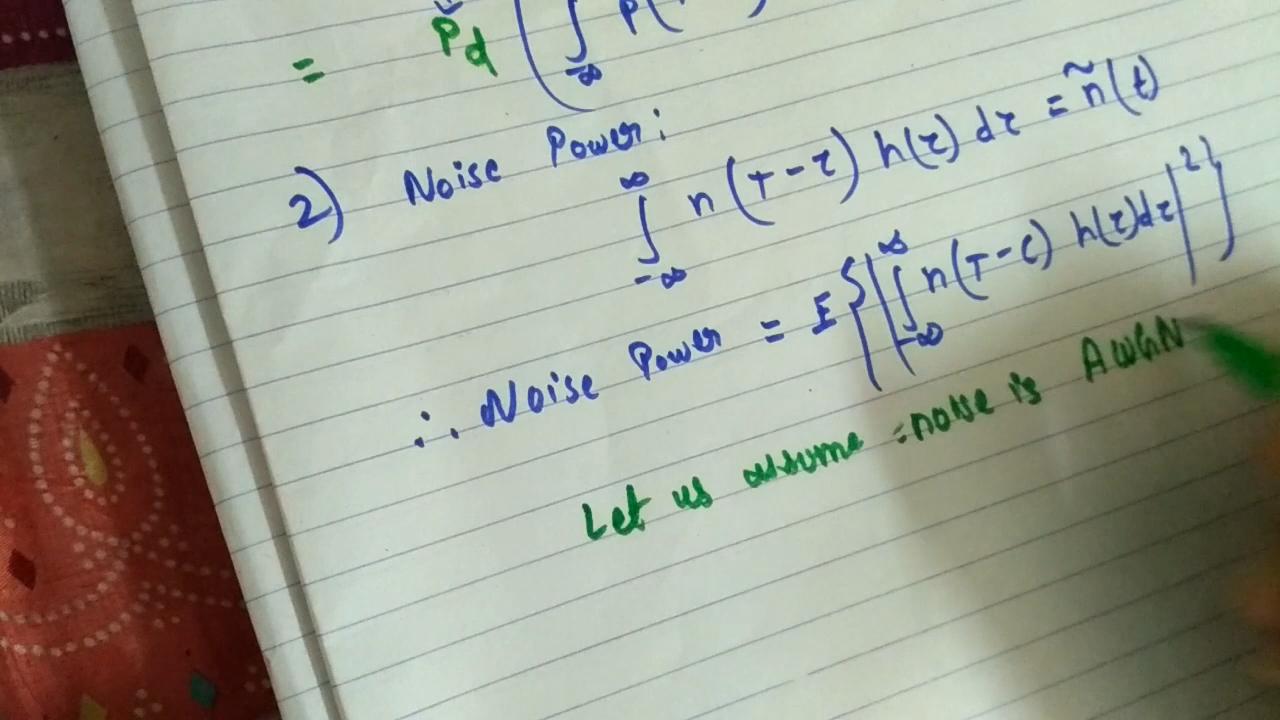 = P̌d ( ∫_{-∞} P(
2) Noise Power:
∫_{-∞}^{∞} n(T-τ) h(τ) dτ = ñ(t)
∴ Noise Power = E{|∫_{-∞}^{∞} n(T-τ) h(τ)dτ|²}
Let us assume :noise is AWGN